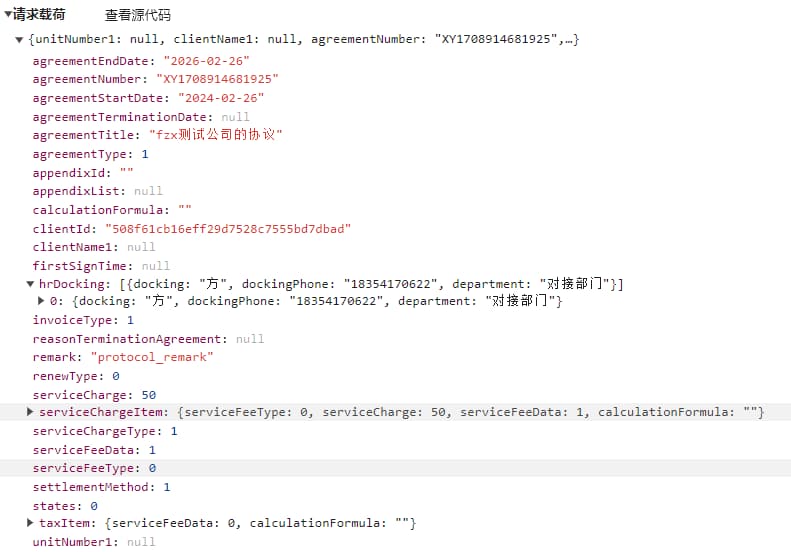 ▼请求载荷 查看源代码
▼ {unitNumber1: null, clientName1: null, agreementNumber: "XY1708914681925",…}
agreementEndDate: "2026-02-26"
agreementNumber: "XY1708914681925"
agreementStartDate: "2024-02-26"
agreementTerminationDate: null
agreementTitle: "fzx测试公司的协议"
agreementType: 1
appendixId: ""
appendixList: null
calculationFormula: ""
clientId: "508f61cb16eff29d7528c7555bd7dbad"
clientName1: null
firstSignTime: null
▼ hrDocking: [{docking: "方", dockingPhone: "18354170622", department: "对接部门"}]
▶ 0: {docking: "方", dockingPhone: "18354170622", department: "对接部门"}
invoiceType: 1
reasonTerminationAgreement: null
remark: "protocol_remark"
renewType: 0
serviceCharge: 50
▶ serviceChargeItem: {serviceFeeType: 0, serviceCharge: 50, serviceFeeData: 1, calculationFormula: ""}
serviceChargeType: 1
serviceFeeData: 1
serviceFeeType: 0
settlementMethod: 1
states: 0
▶ taxItem: {serviceFeeData: 0, calculationFormula: ""}
unitNumber1: null